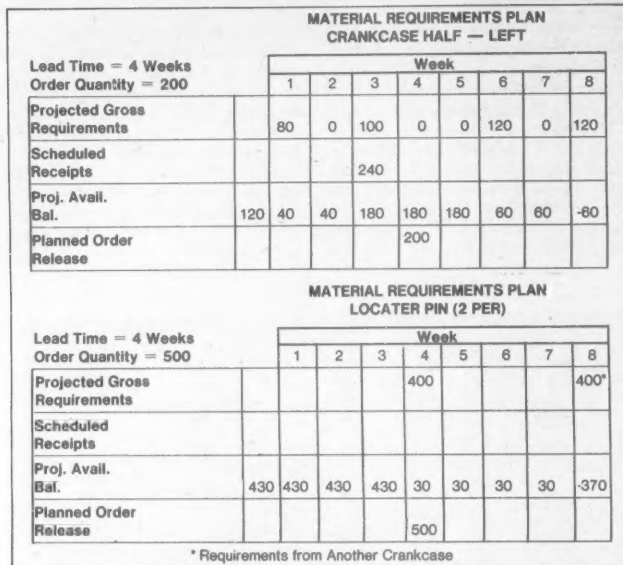 MATERIAL REQUIREMENTS PLAN
CRANKCASE HALF — LEFT
Lead Time = 4 Weeks
Order Quantity = 200
Week
1 2 3 4 5 6 7 8
Projected Gross
Requirements 80 0 100 0 0 120 0 120
Scheduled
Receipts 240
Proj. Avail.
Bal. 120 40 40 180 180 180 60 60 -60
Planned Order
Release 200
MATERIAL REQUIREMENTS PLAN
LOCATER PIN (2 PER)
Lead Time = 4 Weeks
Order Quantity = 500
Week
1 2 3 4 5 6 7 8
Projected Gross
Requirements 400 400*
Scheduled
Receipts
Proj. Avail.
Bal. 430 430 430 430 30 30 30 30 -370
Planned Order
Release 500
* Requirements from Another Crankcase